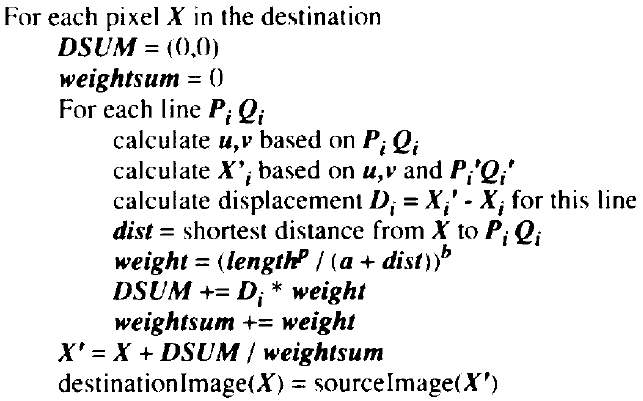 For each pixel X in the destination
DSUM = (0,0)
weightsum = 0
For each line Pi Qi
calculate u,v based on Pi Qi
calculate X'i based on u,v and Pi'Qi'
calculate displacement Di = Xi' - Xi for this line
dist = shortest distance from X to Pi Qi
weight = (length^p / (a + dist))^b
DSUM += Di * weight
weightsum += weight
X' = X + DSUM / weightsum
destinationImage(X) = sourceImage(X')